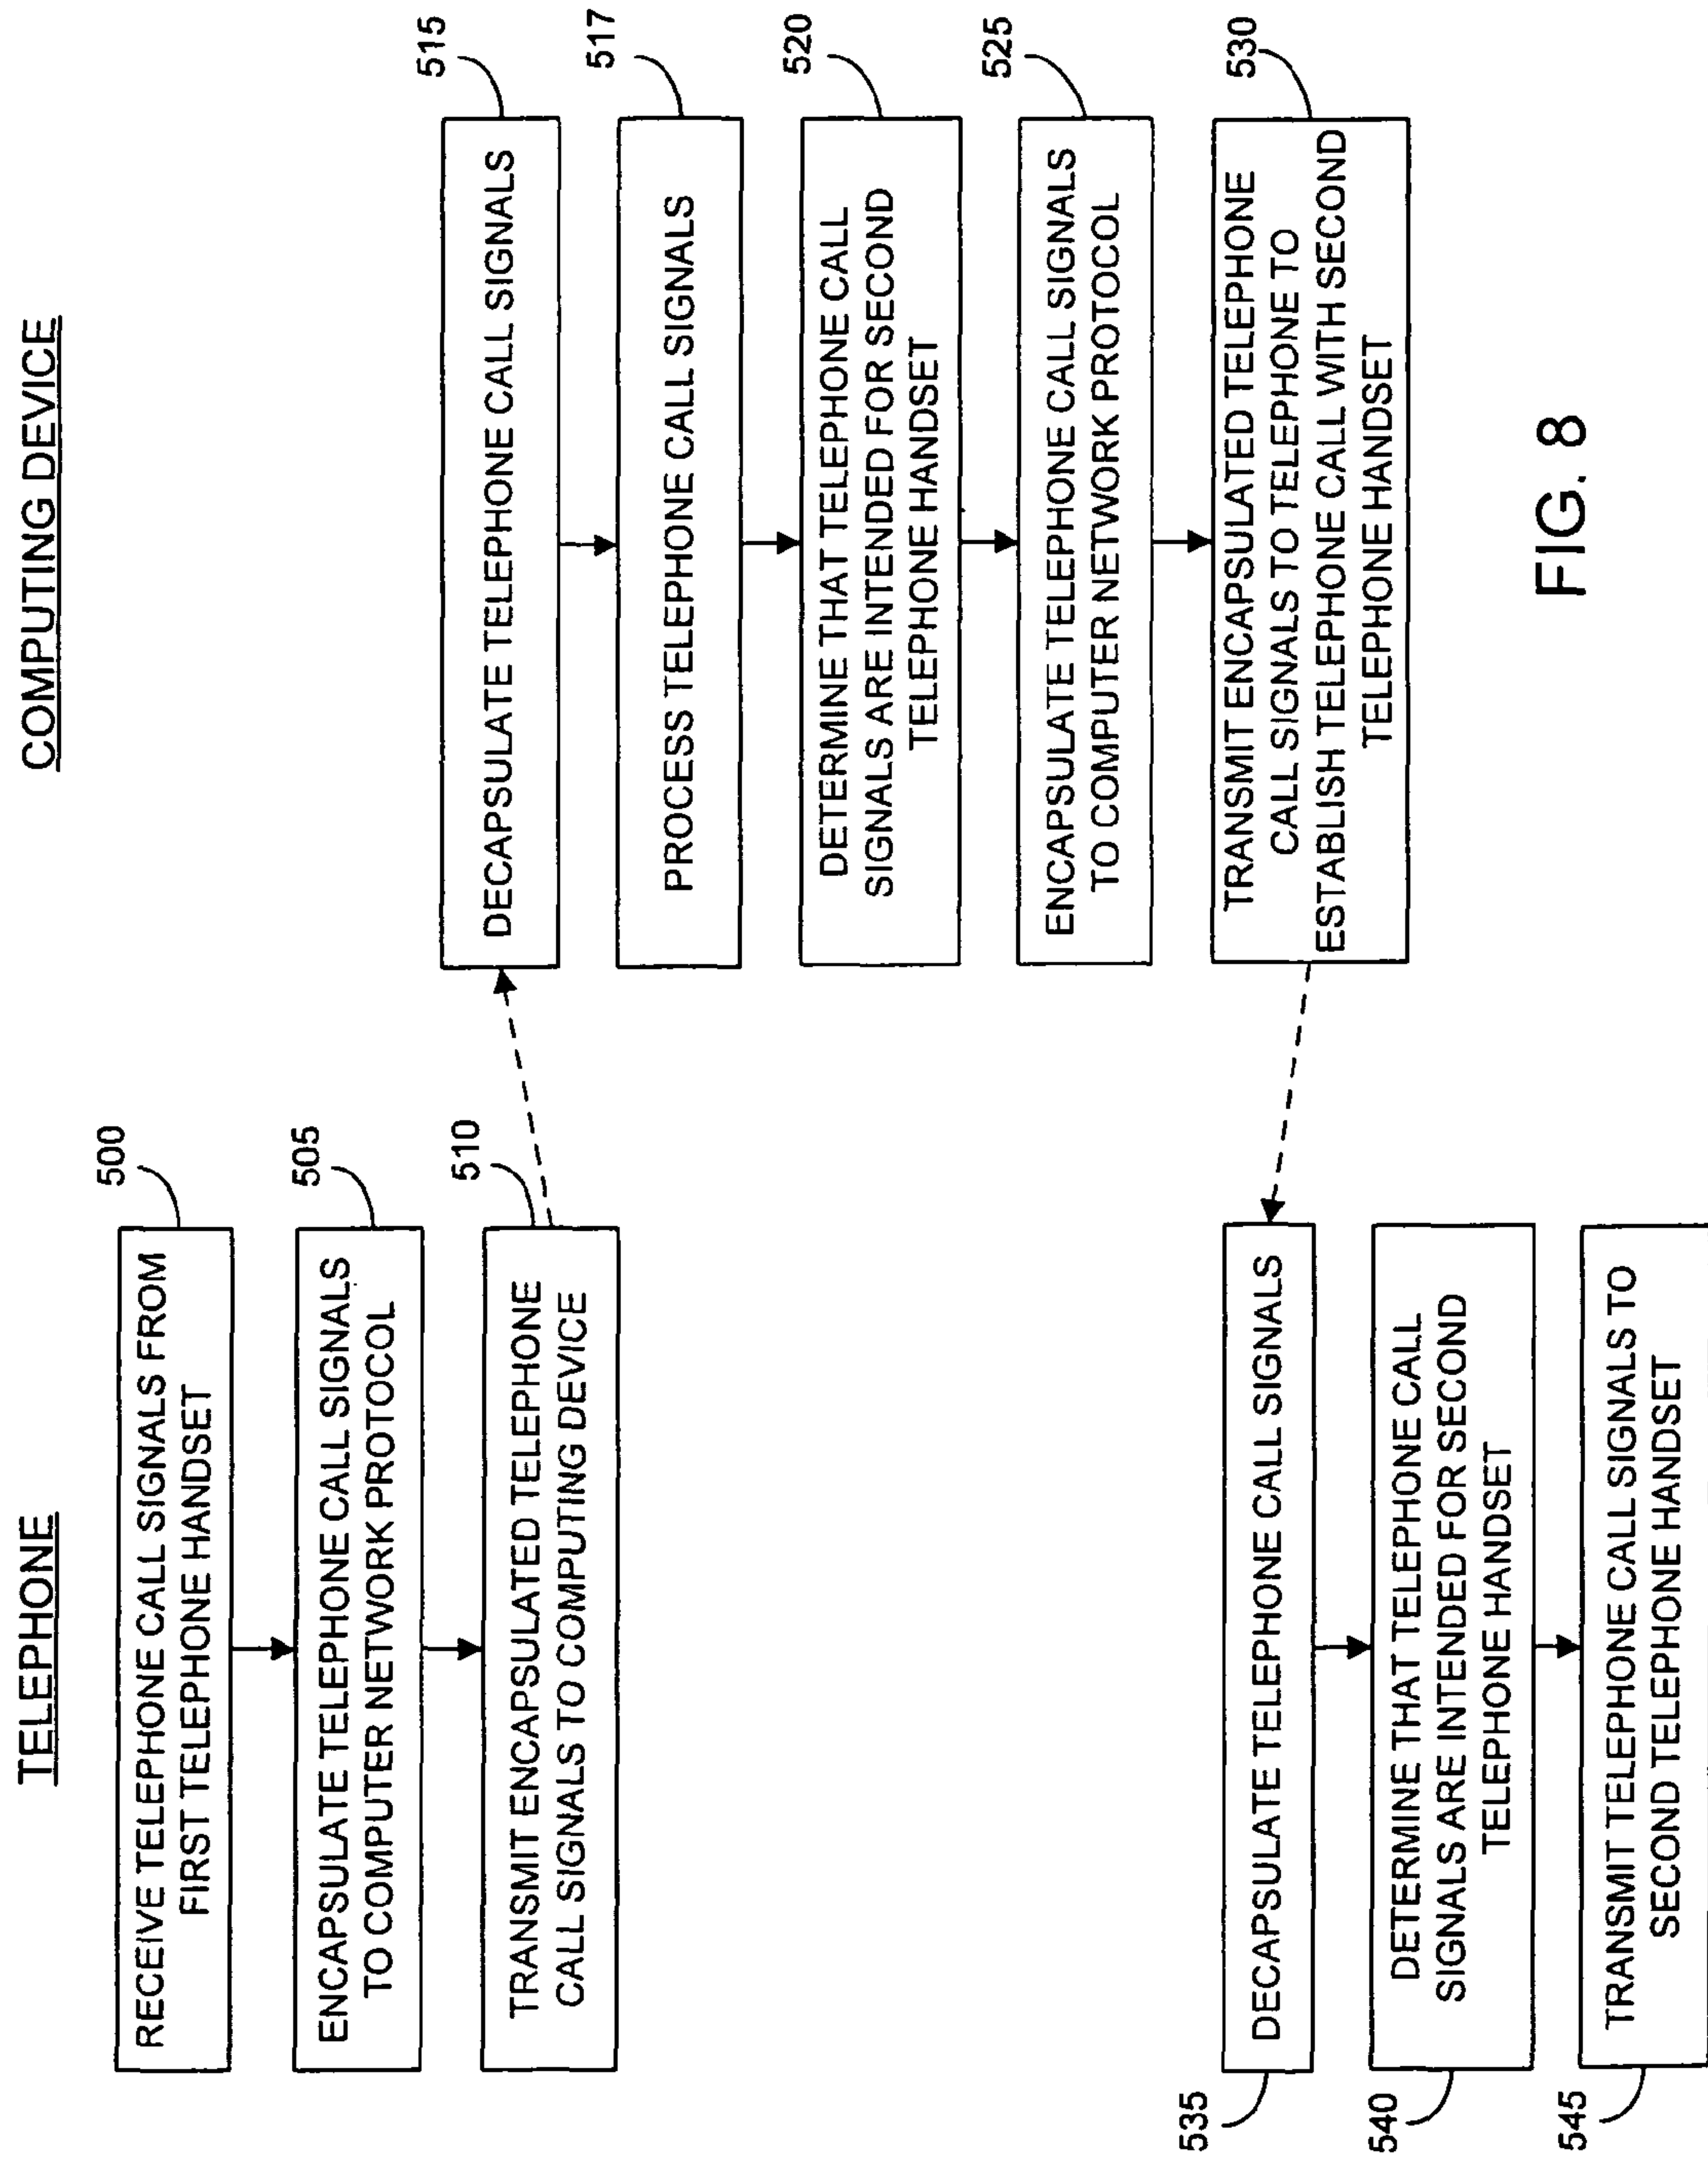 TELEPHONE
COMPUTING DEVICE
500
RECEIVE TELEPHONE CALL SIGNALS FROM
FIRST TELEPHONE HANDSET
505
ENCAPSULATE TELEPHONE CALL SIGNALS
TO COMPUTER NETWORK PROTOCOL
510
TRANSMIT ENCAPSULATED TELEPHONE
CALL SIGNALS TO COMPUTING DEVICE
515
DECAPSULATE TELEPHONE CALL SIGNALS
517
PROCESS TELEPHONE CALL SIGNALS
520
DETERMINE THAT TELEPHONE CALL
SIGNALS ARE INTENDED FOR SECOND
TELEPHONE HANDSET
525
ENCAPSULATE TELEPHONE CALL SIGNALS
TO COMPUTER NETWORK PROTOCOL
530
TRANSMIT ENCAPSULATED TELEPHONE
CALL SIGNALS TO TELEPHONE TO
ESTABLISH TELEPHONE CALL WITH SECOND
TELEPHONE HANDSET
535
DECAPSULATE TELEPHONE CALL SIGNALS
540
DETERMINE THAT TELEPHONE CALL
SIGNALS ARE INTENDED FOR SECOND
TELEPHONE HANDSET
545
TRANSMIT TELEPHONE CALL SIGNALS TO
SECOND TELEPHONE HANDSET
FIG. 8